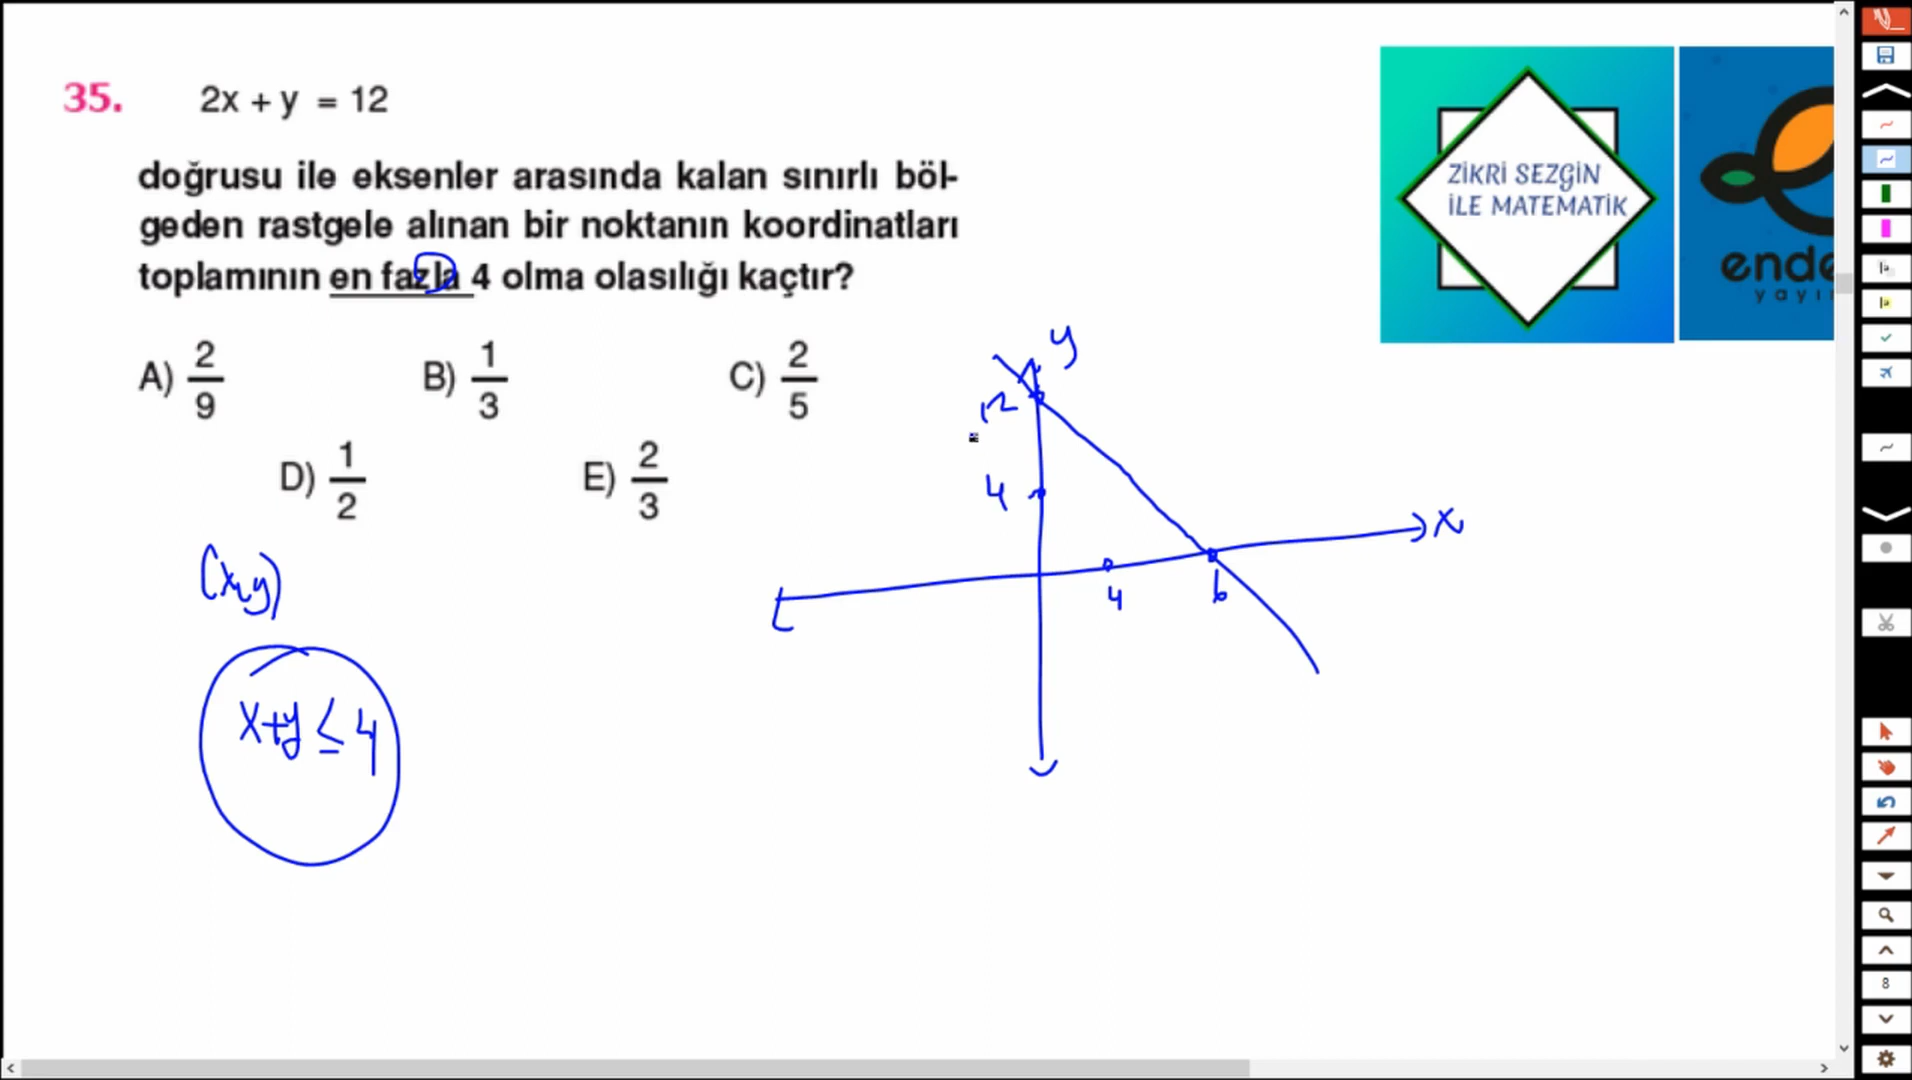 35. 2x + y = 12
doğrusu ile eksenler arasında kalan sınırlı böl-
geden rastgele alınan bir noktanın koordinatları
toplamının en fazla 4 olma olasılığı kaçtır?
A) 2/9 B) 1/3 C) 2/5
D) 1/2 E) 2/3
(x,y)
x+y ≤ 4
y
12
4
x
4
6
ZİKRİ SEZGİN
İLE MATEMATİK
ende
yayı
8